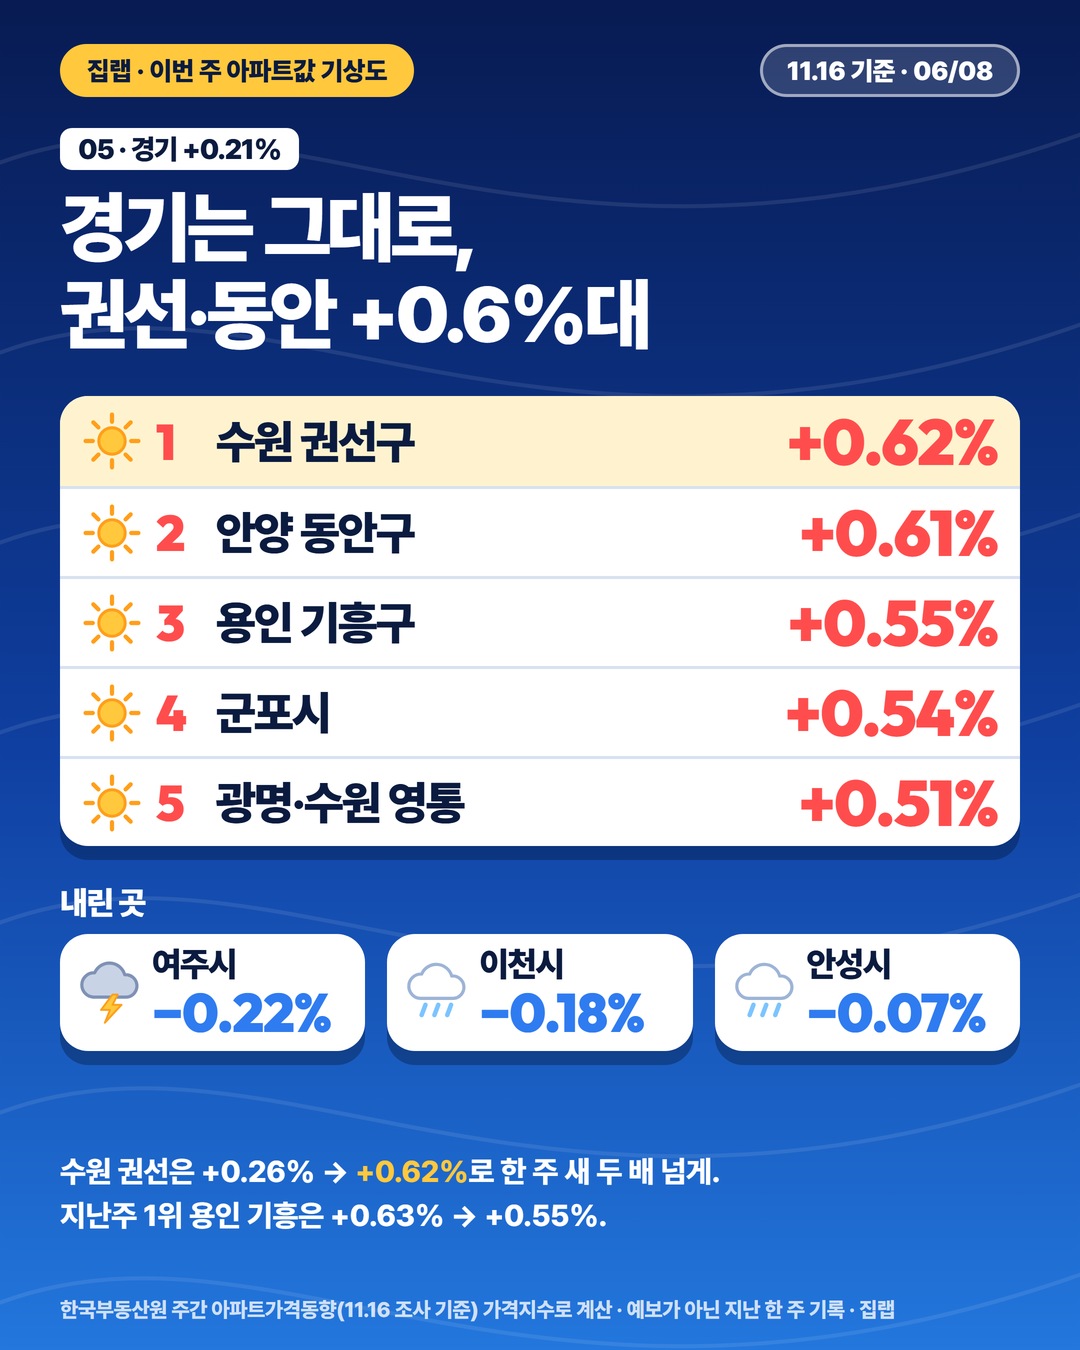 집랩 · 이번 주 아파트값 기상도
11.16 기준 · 06/08
05 · 경기 +0.21%
경기는 그대로,
권선·동안 +0.6%대
1 수원 권선구 +0.62%
2 안양 동안구 +0.61%
3 용인 기흥구 +0.55%
4 군포시 +0.54%
5 광명·수원 영통 +0.51%
내린 곳
여주시
−0.22%
이천시
−0.18%
안성시
−0.07%
수원 권선은 +0.26% → +0.62%로 한 주 새 두 배 넘게.
지난주 1위 용인 기흥은 +0.63% → +0.55%.
한국부동산원 주간 아파트가격동향(11.16 조사 기준) 가격지수로 계산 · 예보가 아닌 지난 한 주 기록 · 집랩